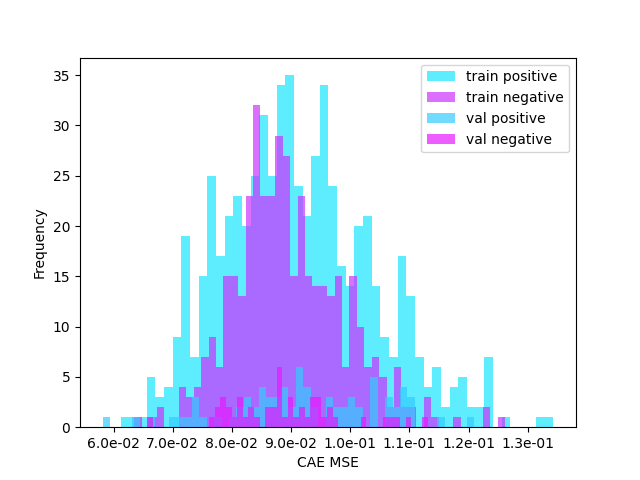 train positive
train negative
val positive
val negative
Frequency
35
30
25
20
15
10
5
0
6.0e-02 7.0e-02 8.0e-02 9.0e-02 1.0e-01 1.1e-01 1.2e-01 1.3e-01
CAE MSE